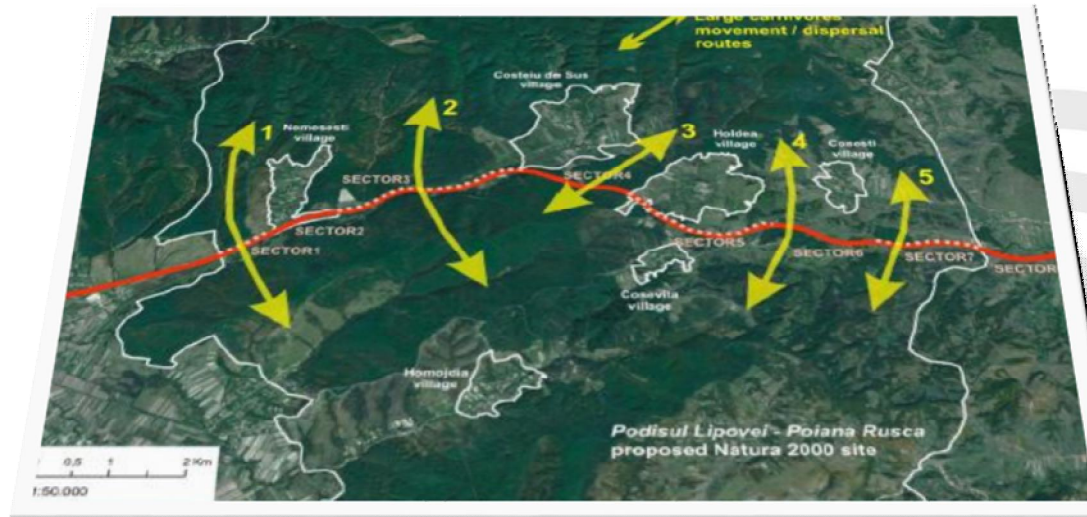 Large carnivores
movement / dispersal
routes
Costeiu de Sus
village
2
1
Nemesesti
village
3
Holdea
village
4
Cosesti
village
5
SECTOR3
SECTOR4
SECTOR2
SECTOR1
SECTOR5
SECTOR6
SECTOR7
SECTOR
Cosevita
village
Homojdia
village
Podisul Lipovei - Poiana Rusca
proposed Natura 2000 site
0,5 1 2 Km
1:50.000